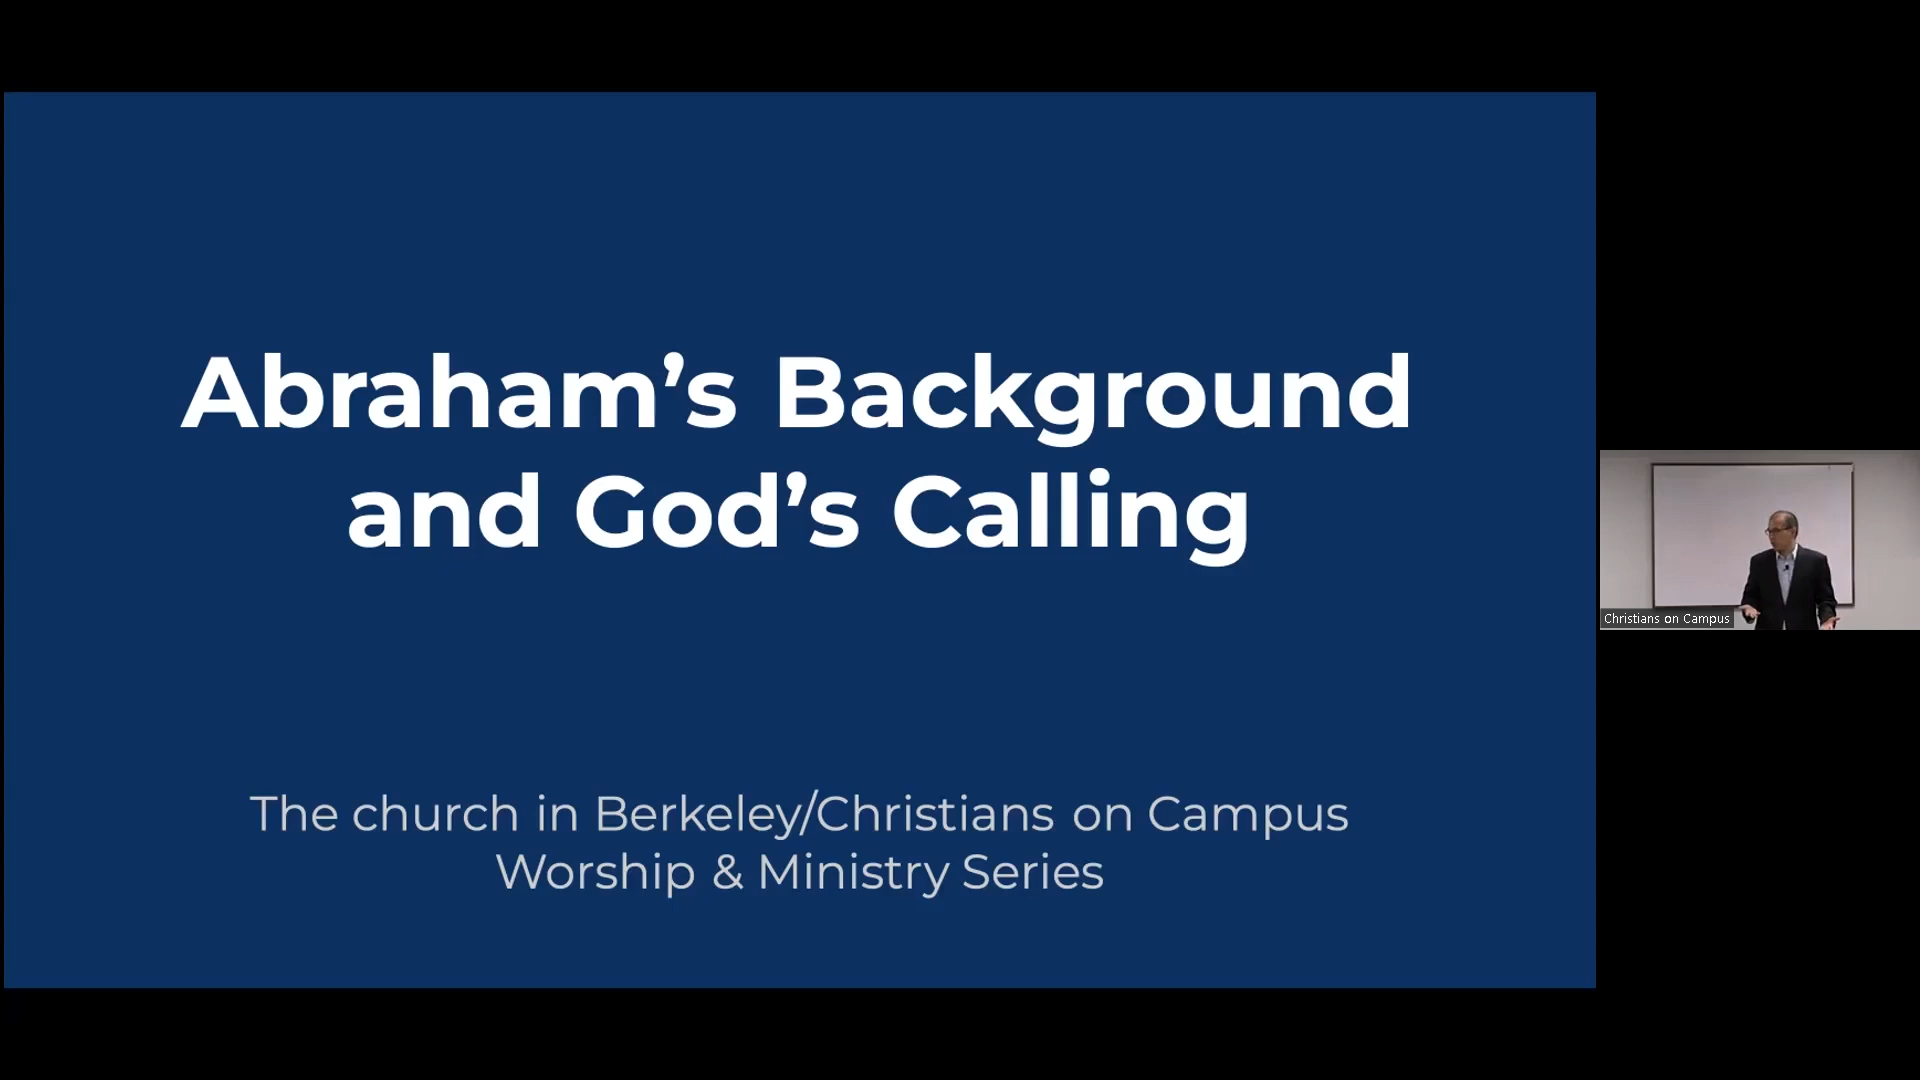 Abraham’s Background
and God’s Calling
The church in Berkeley/Christians on Campus
Worship & Ministry Series
Christians on Campus